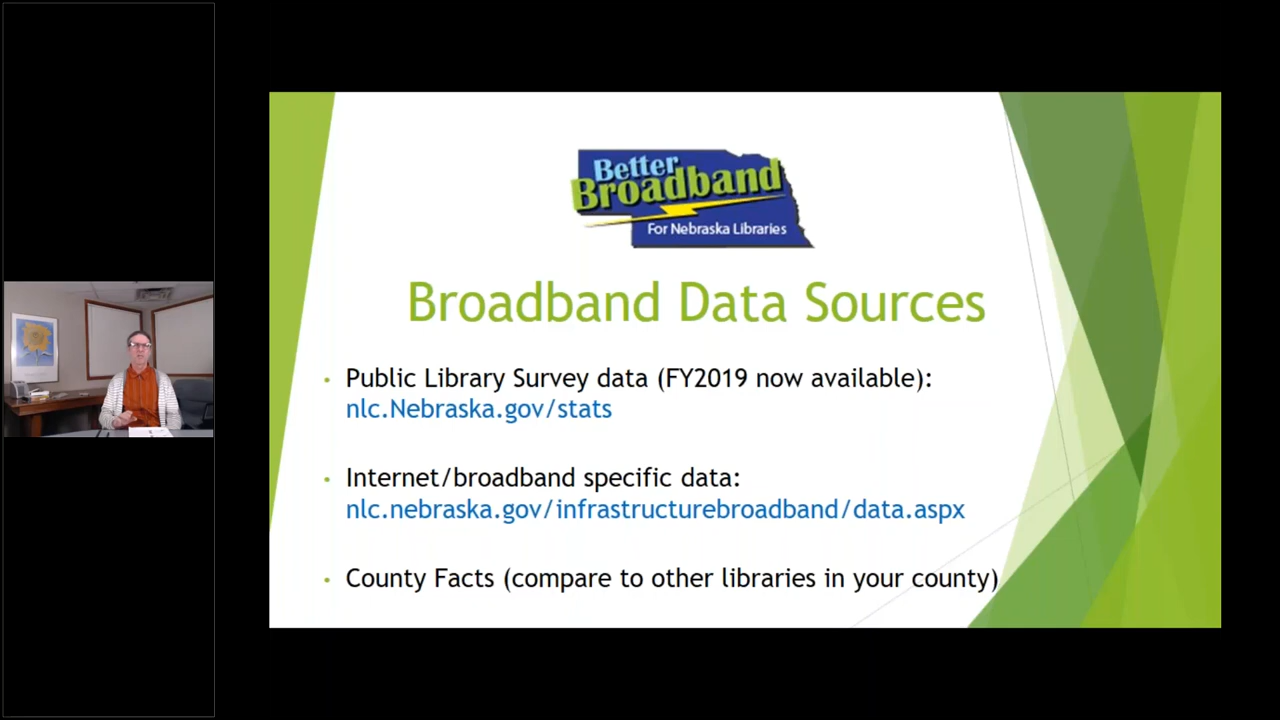 Better
Broadband
For Nebraska Libraries
Broadband Data Sources
• Public Library Survey data (FY2019 now available):
nlc.Nebraska.gov/stats
• Internet/broadband specific data:
nlc.nebraska.gov/infrastructurebroadband/data.aspx
• County Facts (compare to other libraries in your county)